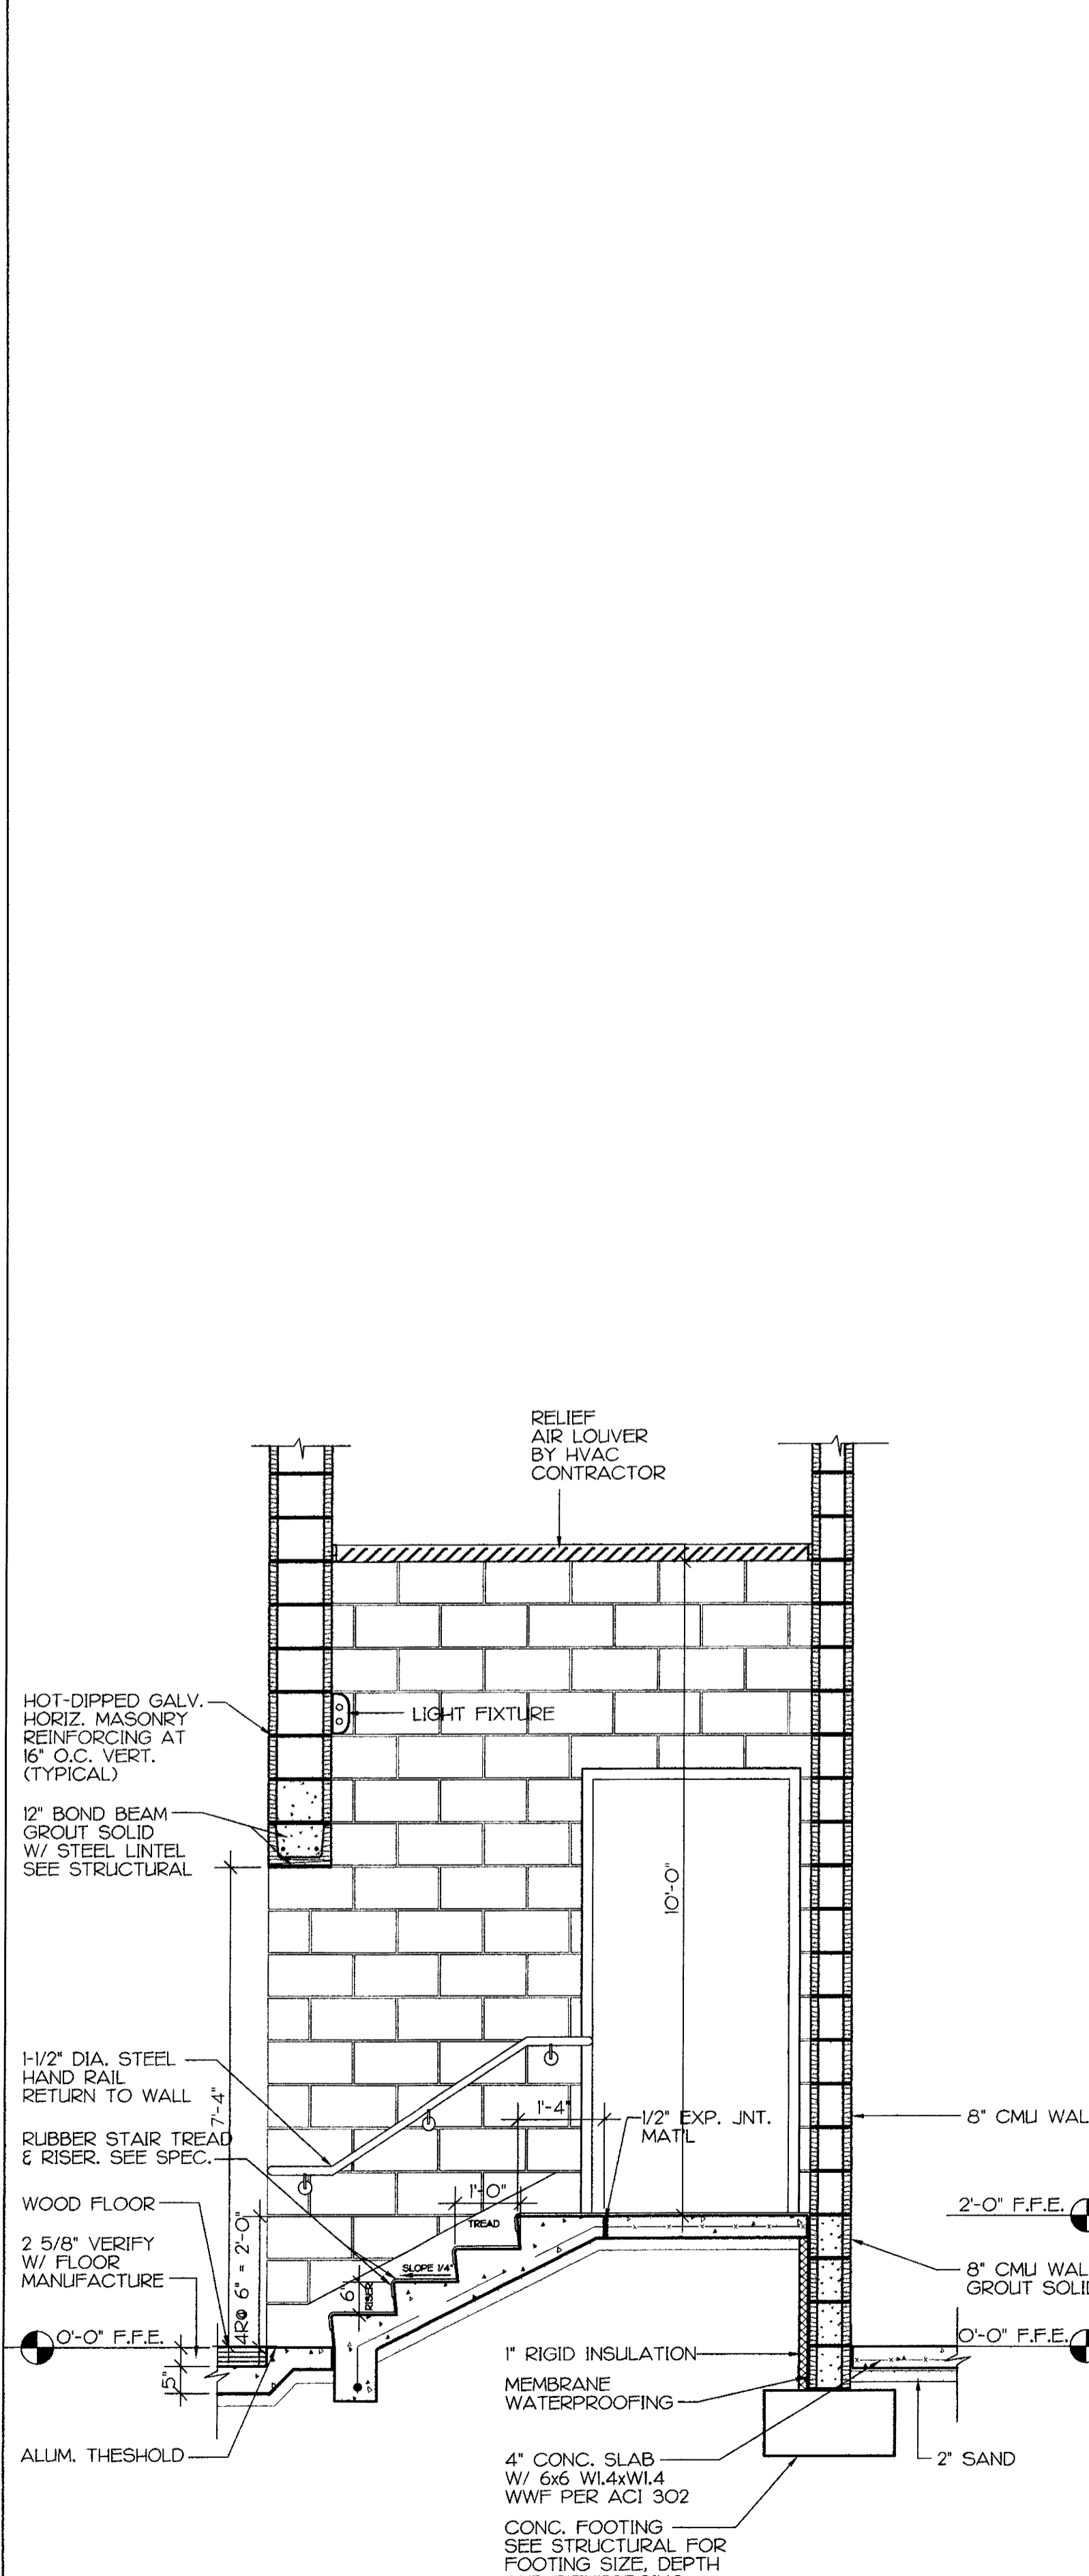 RELIEF
AIR LOUVER
BY HVAC
CONTRACTOR
HOT-DIPPED GALV.
HORIZ. MASONRY
REINFORCING AT
16" O.C. VERT.
(TYPICAL)
LIGHT FIXTURE
12" BOND BEAM
GROUT SOLID
W/ STEEL LINTEL
SEE STRUCTURAL
10'-0"
1-1/2" DIA. STEEL
HAND RAIL
RETURN TO WALL
7'-4"
1'-4"
1/2" EXP. JNT.
MAT'L
8" CMU WAL
RUBBER STAIR TREAD
& RISER. SEE SPEC.
1'-0"
TREAD
WOOD FLOOR
2'-0" F.F.E.
2 5/8" VERIFY
W/ FLOOR
MANUFACTURE
4R@ 6" = 2'-0"
SLOPE 1/4"
6"
RISER
8" CMU WAL
GROUT SOLID
0'-0" F.F.E.
0'-0" F.F.E.
5"
1" RIGID INSULATION
MEMBRANE
WATERPROOFING
ALUM. THESHOLD
4" CONC. SLAB
W/ 6x6 W1.4xW1.4
WWF PER ACI 302
2" SAND
CONC. FOOTING
SEE STRUCTURAL FOR
FOOTING SIZE, DEPTH